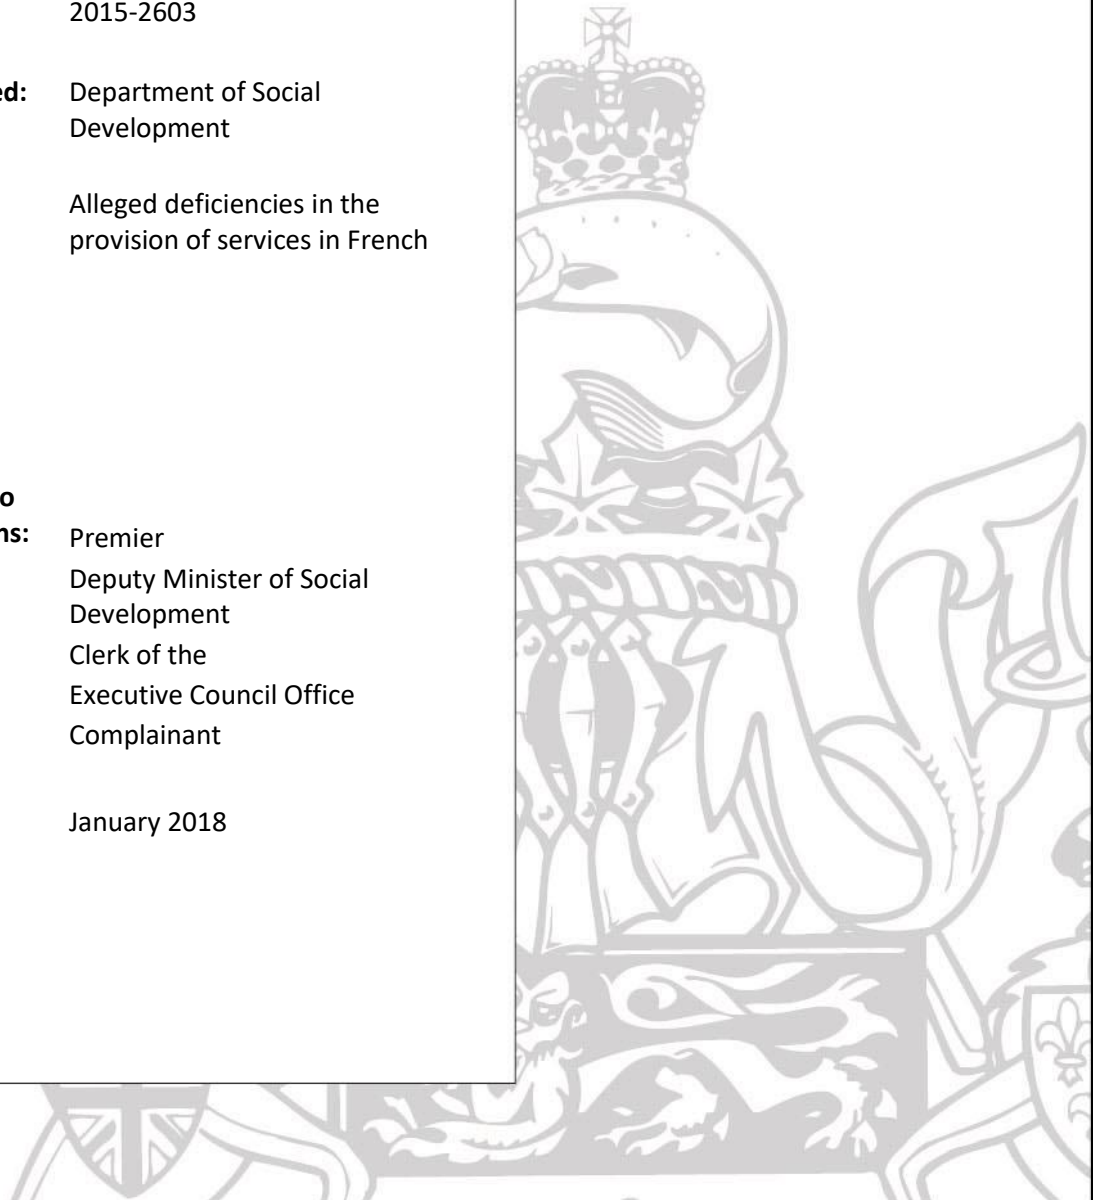 2015-2603
ed: Department of Social
Development
Alleged deficiencies in the
provision of services in French
o
ns: Premier
Deputy Minister of Social
Development
Clerk of the
Executive Council Office
Complainant
January 2018